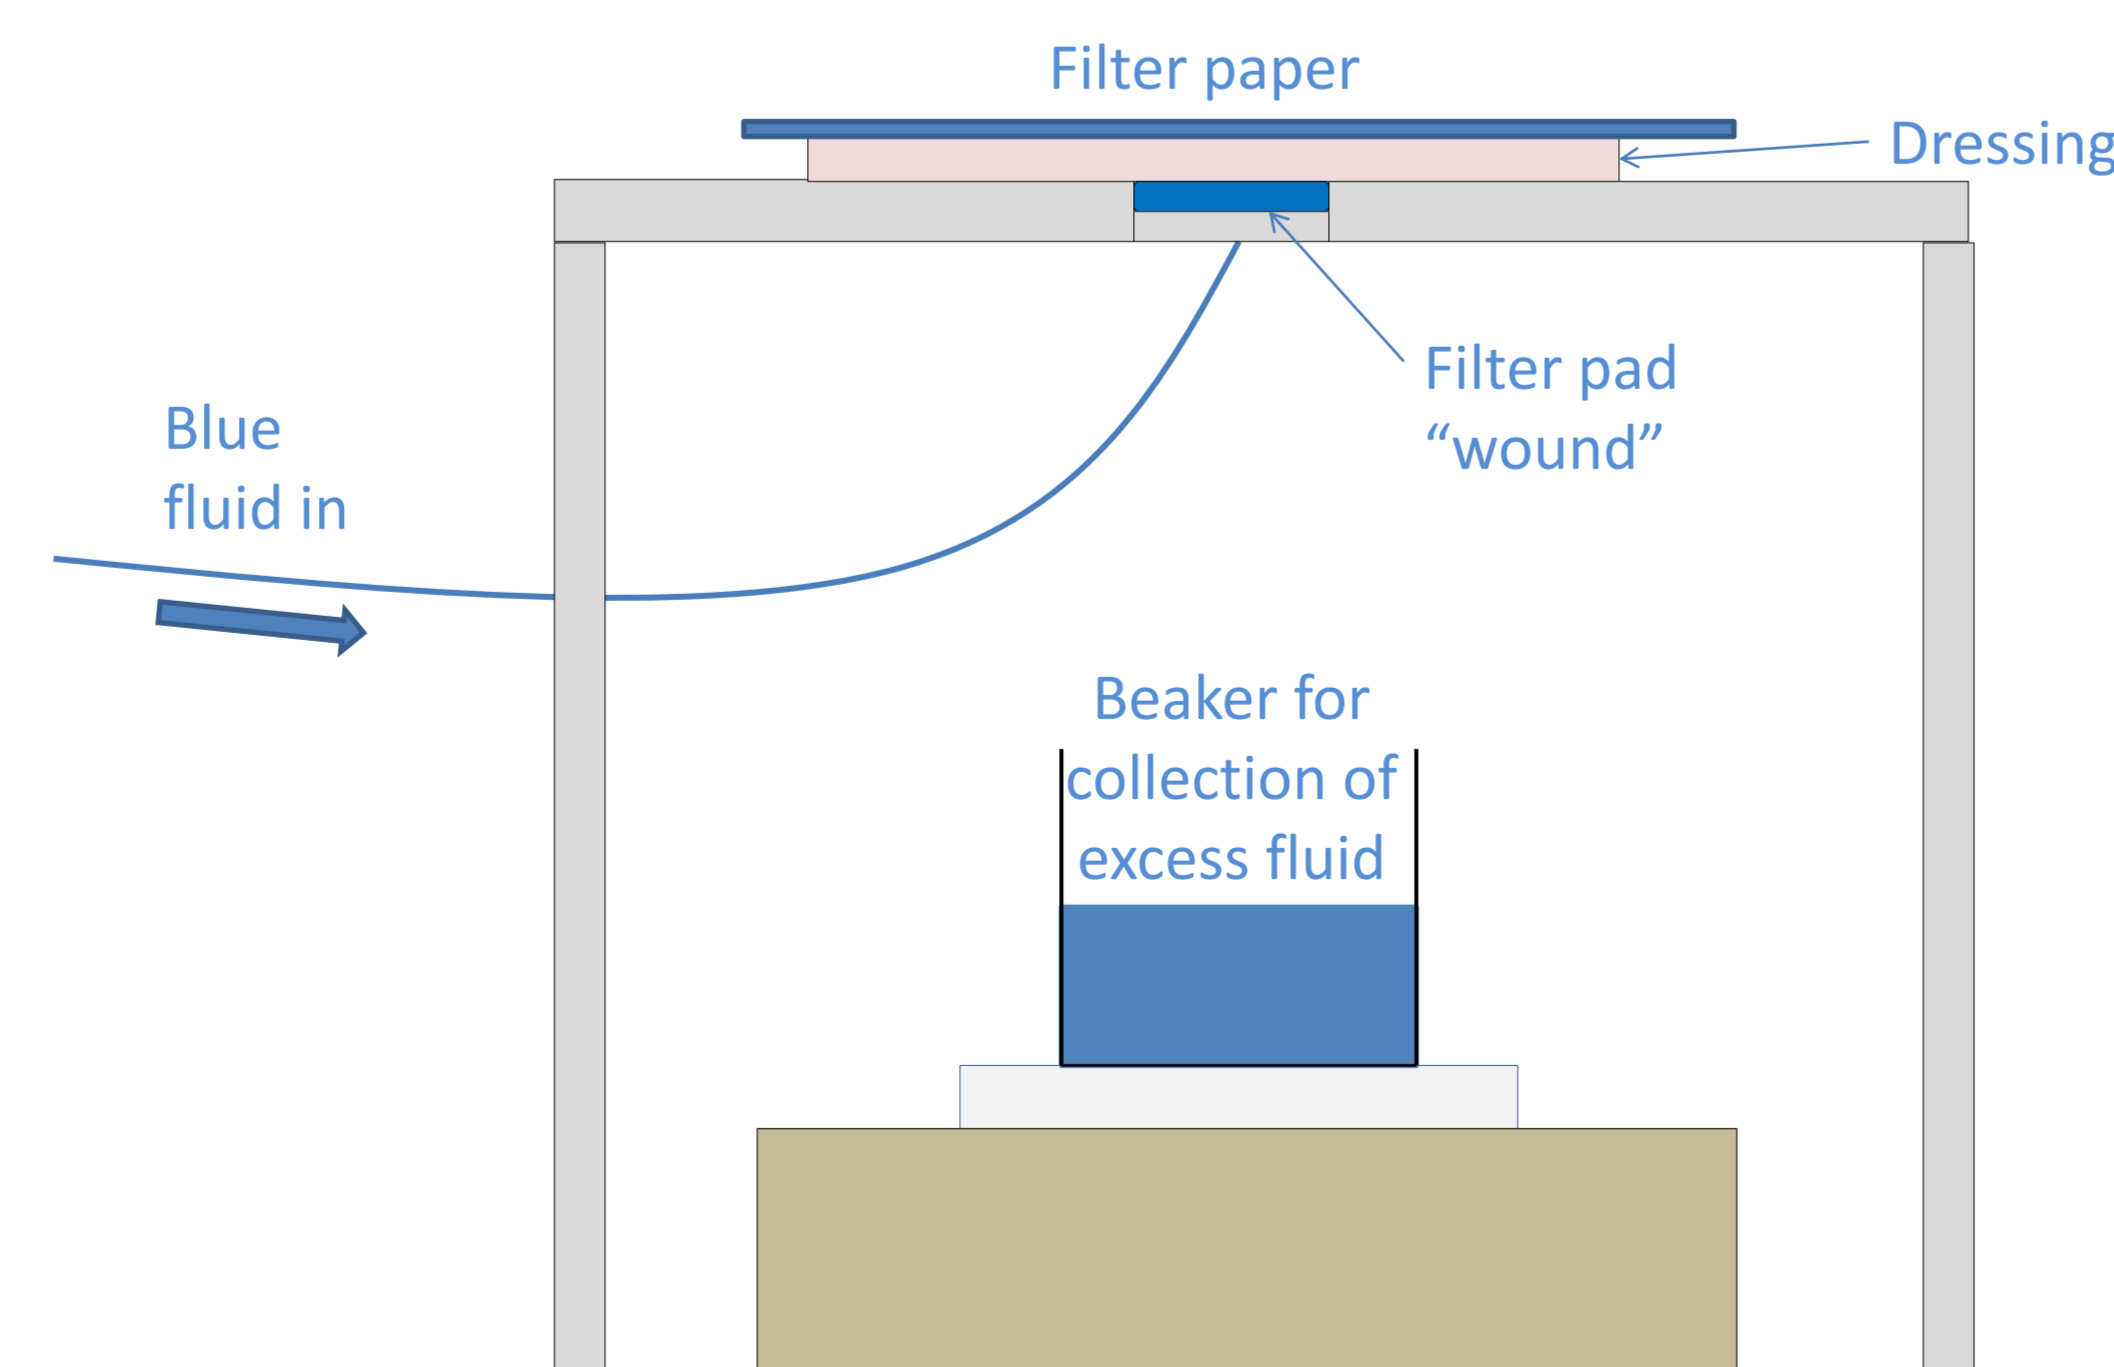 Filter paper
Dressing
Filter pad
“wound”
Blue
fluid in
Beaker for
collection of
excess fluid